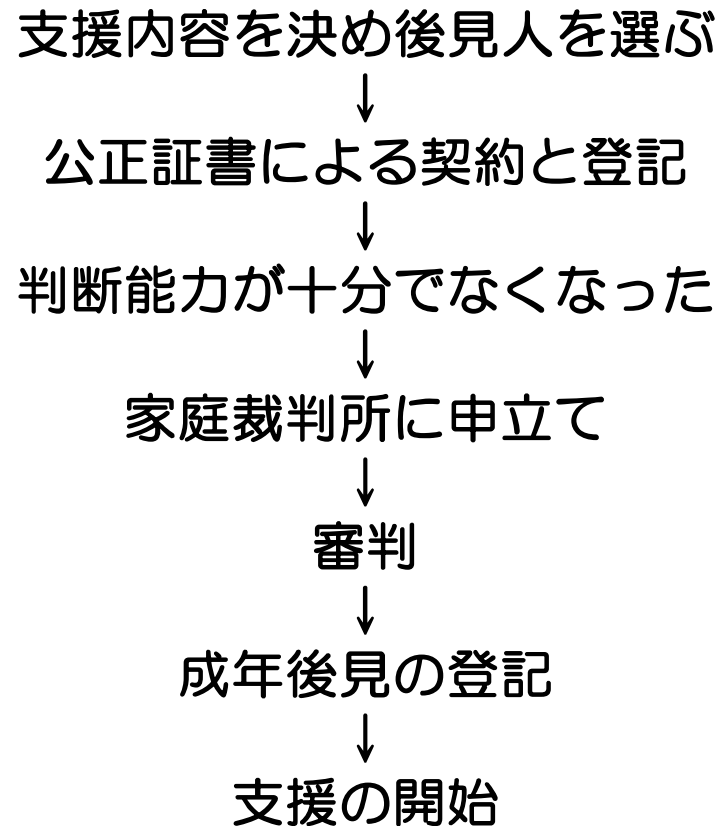 支援内容を決め後見人を選ぶ
↓
公正証書による契約と登記
↓
判断能力が十分でなくなった
↓
家庭裁判所に申立て
↓
審判
↓
成年後見の登記
↓
支援の開始